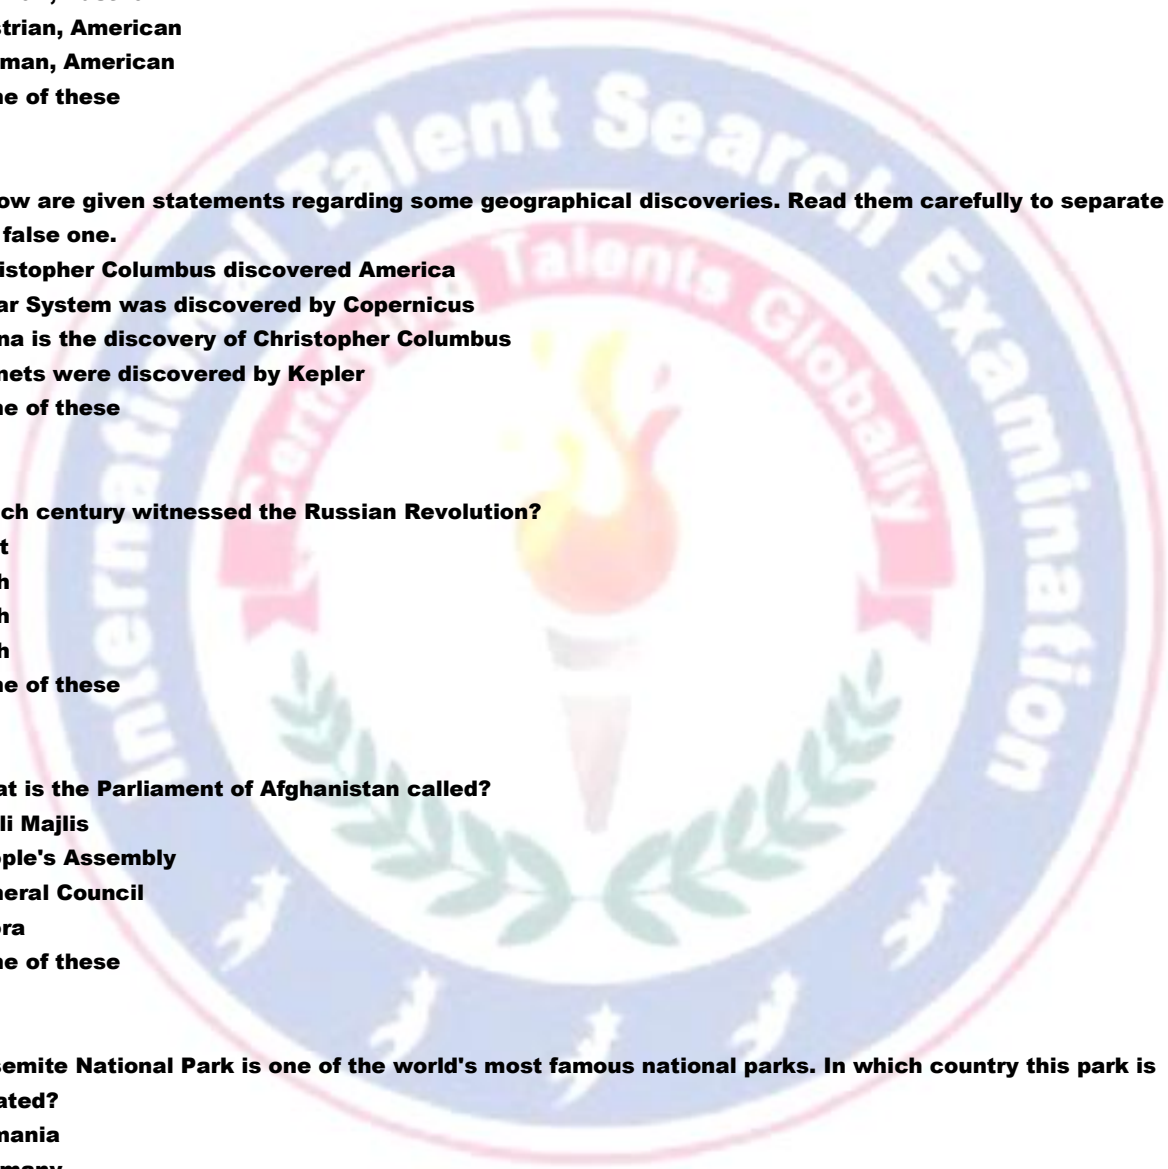 strian, American
man, American
ne of these
ow are given statements regarding some geographical discoveries. Read them carefully to separate
false one.
ristopher Columbus discovered America
ar System was discovered by Copernicus
na is the discovery of Christopher Columbus
nets were discovered by Kepler
ne of these
ch century witnessed the Russian Revolution?
t
h
h
h
ne of these
at is the Parliament of Afghanistan called?
li Majlis
ople's Assembly
neral Council
ora
ne of these
semite National Park is one of the world's most famous national parks. In which country this park is
ated?
mania
many
International Talent Search Examination
Certifying Talents Globally